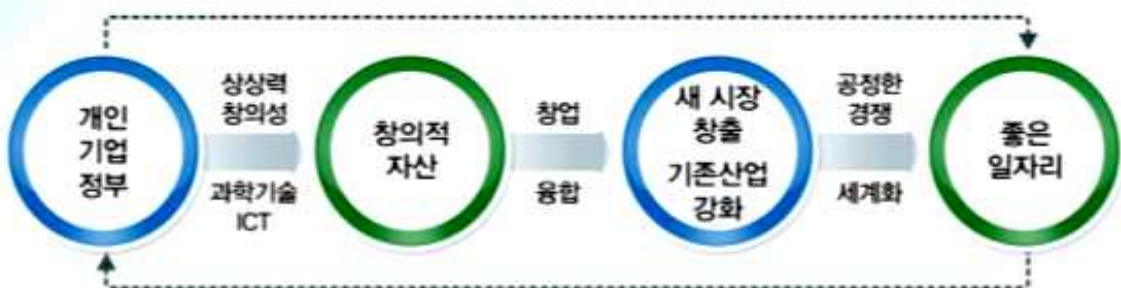 개인
기업
정부
상상력
창의성
과학기술
ICT
창의적
자산
창업
융합
새 시장
창출
기존산업
강화
공정한
경쟁
세계화
좋은
일자리